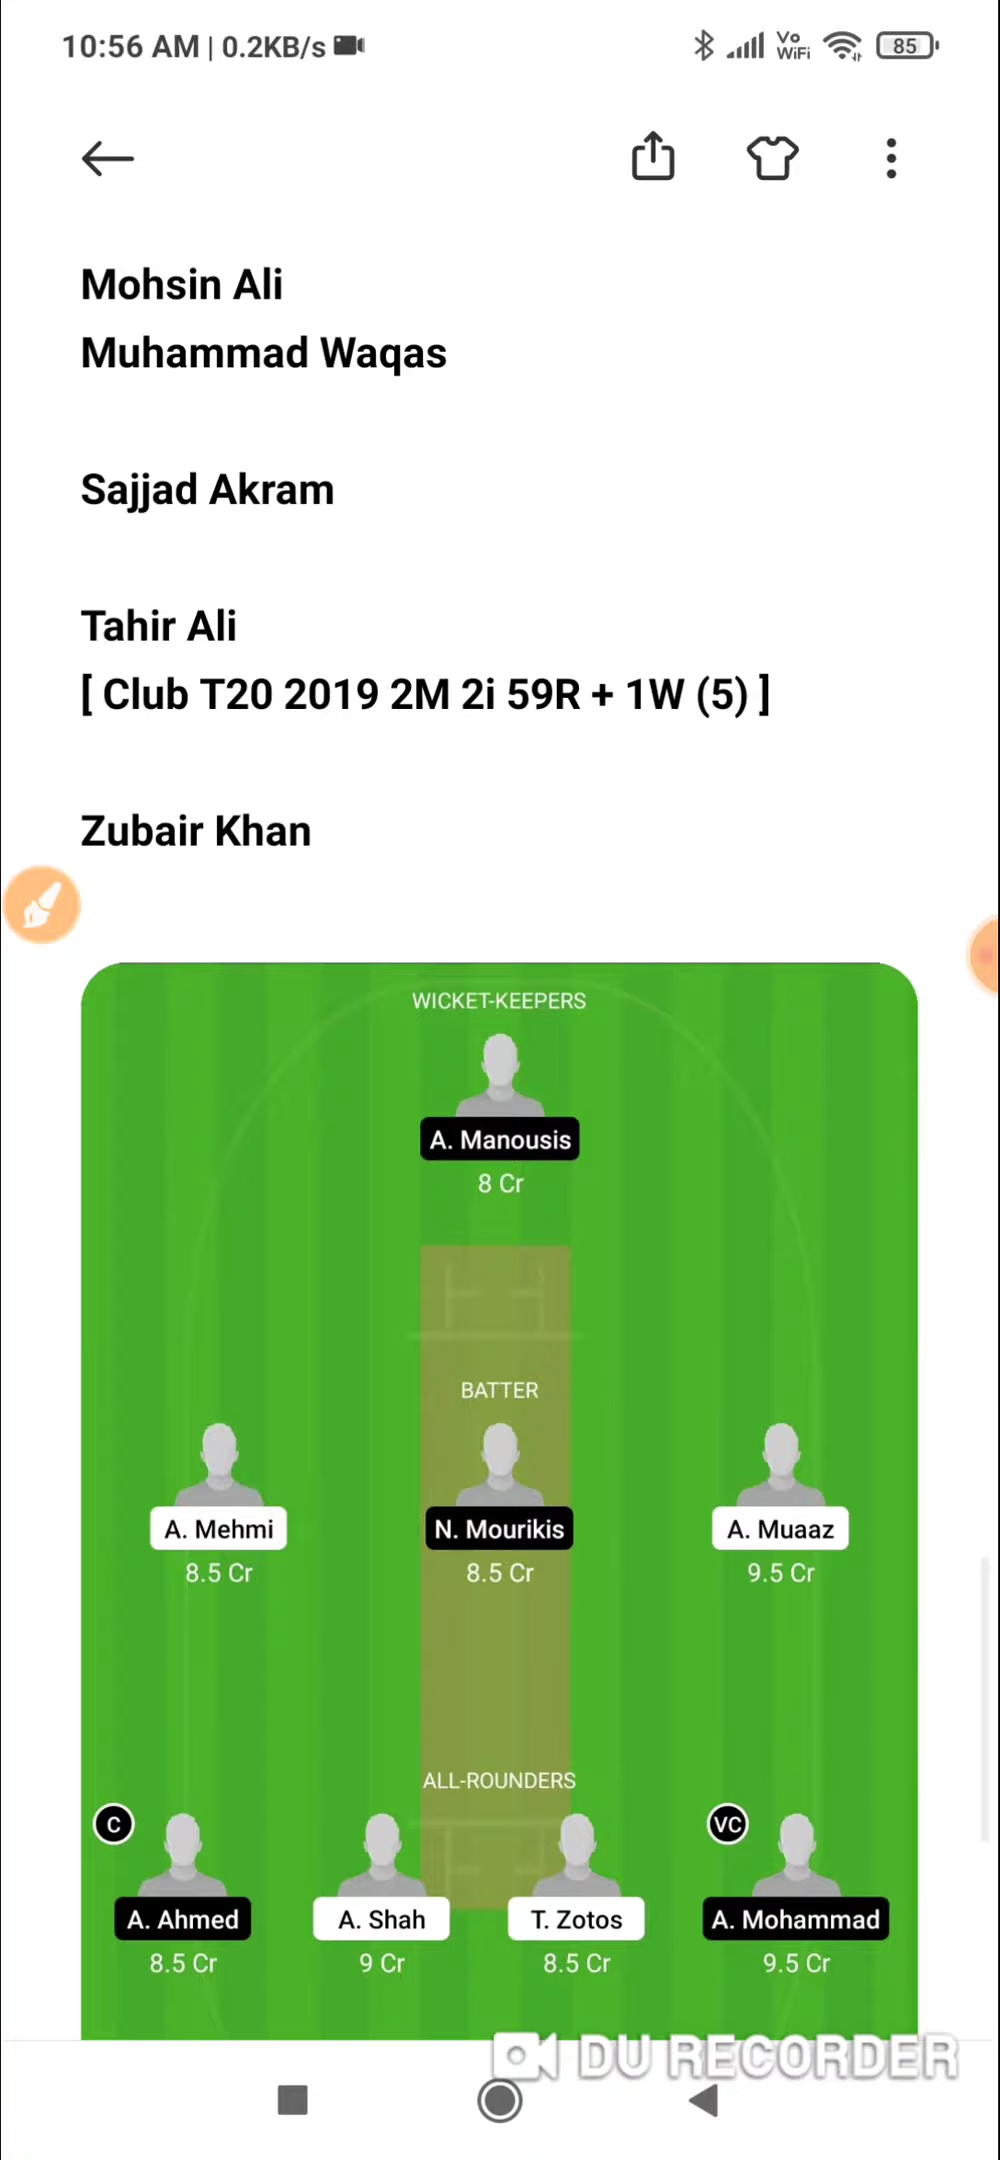 10:56 AM | 0.2KB/s Vo WiFi 85
Mohsin Ali
Muhammad Waqas
Sajjad Akram
Tahir Ali
[ Club T20 2019 2M 2i 59R + 1W (5) ]
Zubair Khan
WICKET-KEEPERS
A. Manousis
8 Cr
BATTER
A. Mehmi N. Mourikis A. Muaaz
8.5 Cr 8.5 Cr 9.5 Cr
ALL-ROUNDERS
C VC
A. Ahmed A. Shah T. Zotos A. Mohammad
8.5 Cr 9 Cr 8.5 Cr 9.5 Cr
DU RECORDER